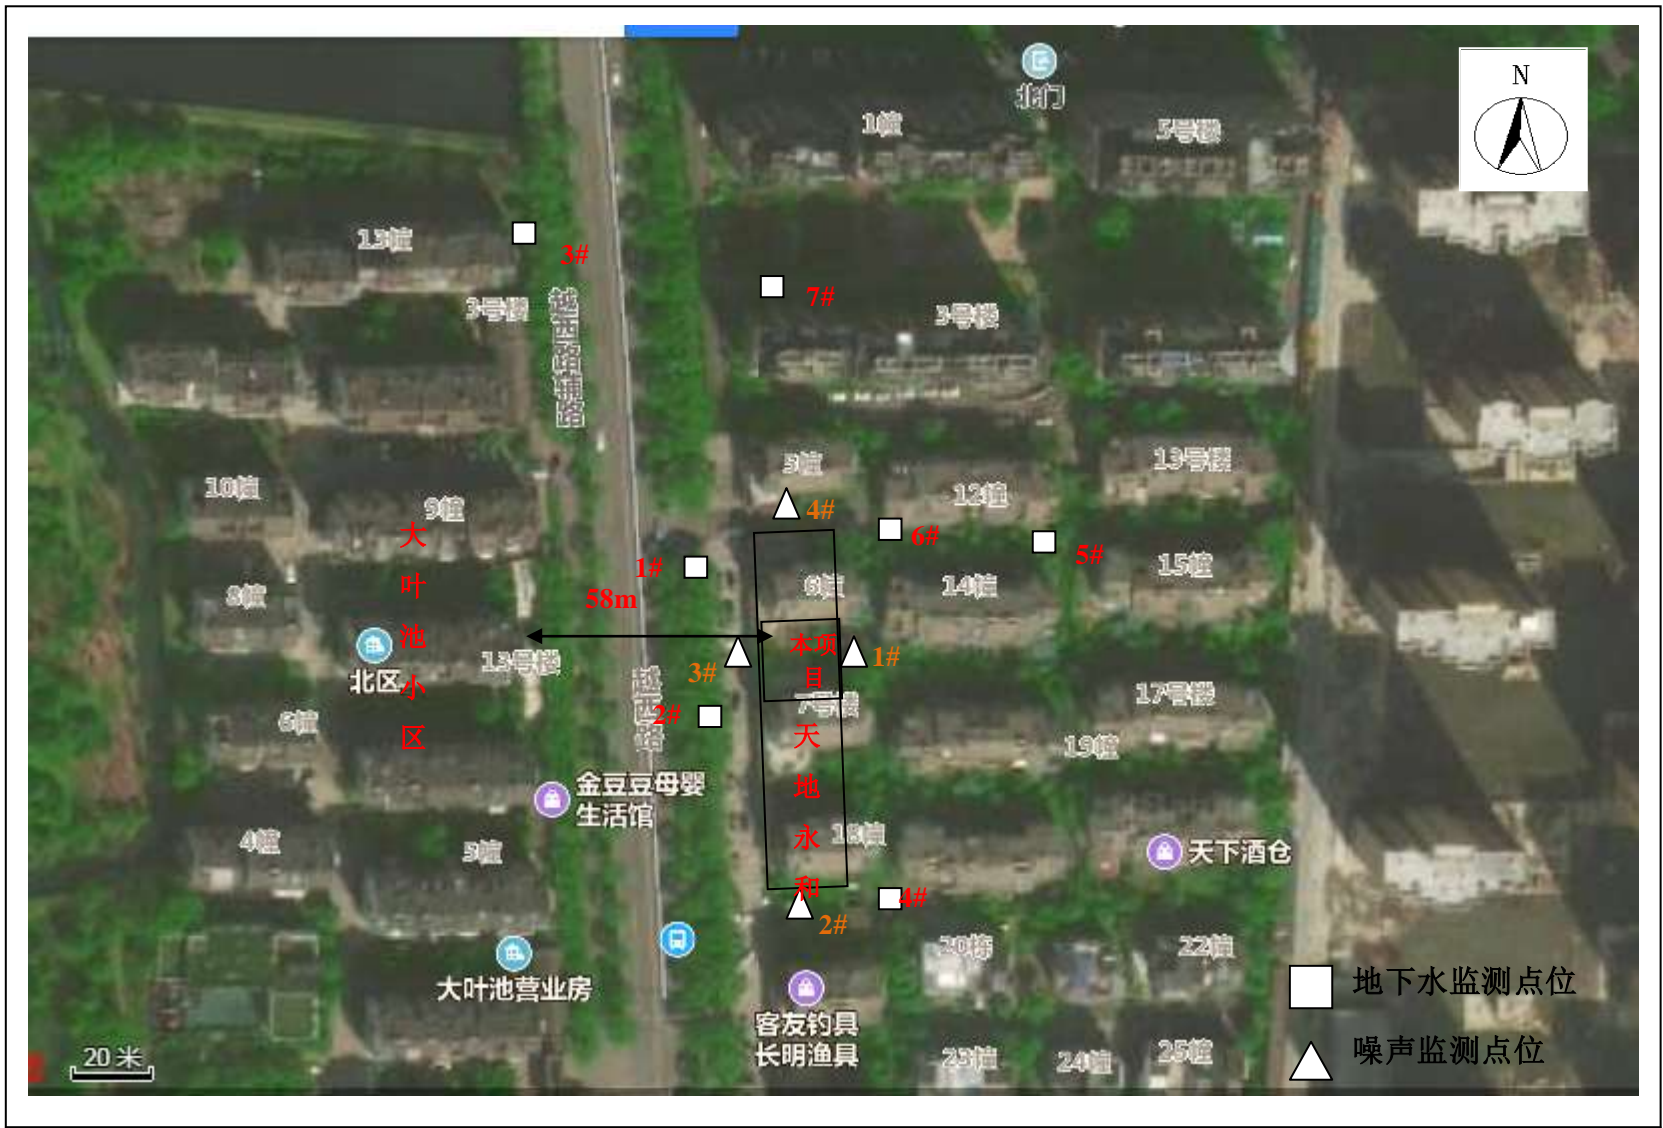 N
北门
1幢
5号楼
13幢
3#
3号楼
越西路辅路
7#
3号楼
5幢
4#
12幢
13号楼
10幢
9幢
6#
5#
1#
58m
6幢
14幢
15幢
8幢
大叶池小区
北区
13号楼
本项
目
3#
1#
越西路
2#
7号楼
17号楼
19幢
6幢
天地永和
金豆豆母婴
生活馆
4幢
18幢
天下酒仓
4#
2#
20栋
22幢
大叶池营业房
客友钓具
长明渔具
23幢
24幢
25幢
20 米
地下水监测点位
噪声监测点位